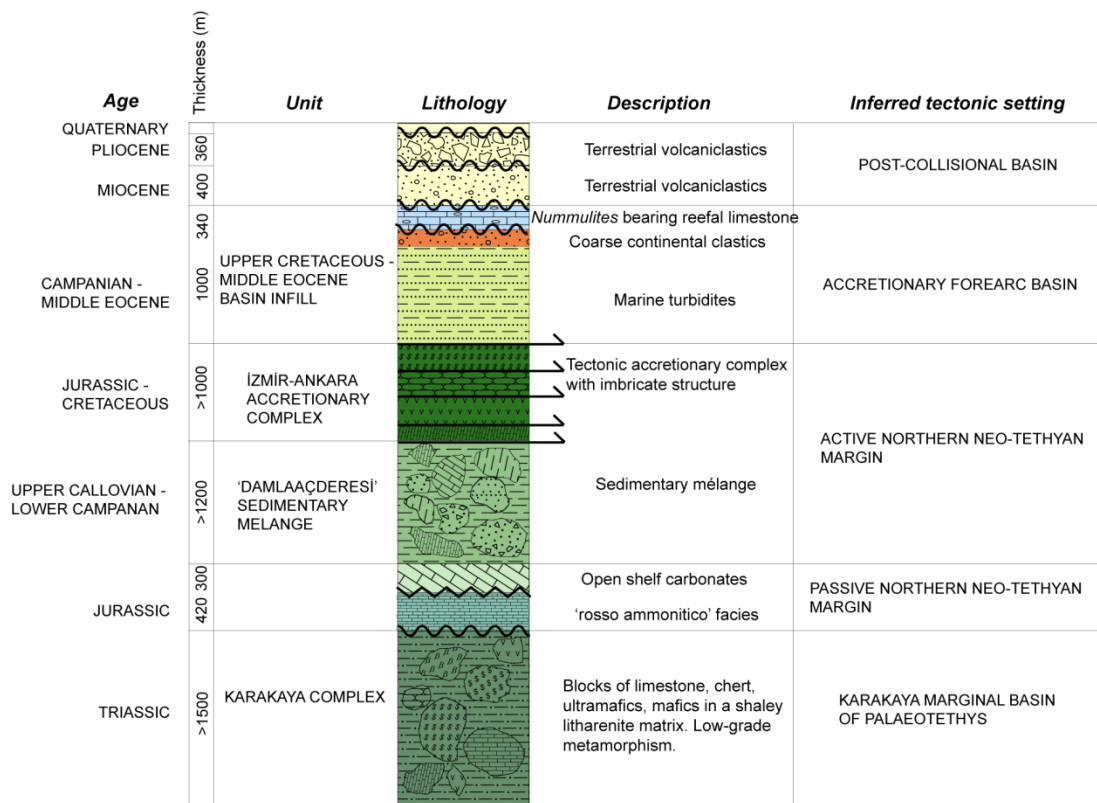 Age
Thickness (m)
Unit
Lithology
Description
Inferred tectonic setting
QUATERNARY
PLIOCENE
360
Terrestrial volcaniclastics
POST-COLLISIONAL BASIN
MIOCENE
400
Terrestrial volcaniclastics
340
Nummulites bearing reefal limestone
Coarse continental clastics
CAMPANIAN -
MIDDLE EOCENE
1000
UPPER CRETACEOUS -
MIDDLE EOCENE
BASIN INFILL
Marine turbidites
ACCRETIONARY FOREARC BASIN
JURASSIC -
CRETACEOUS
>1000
İZMİR-ANKARA
ACCRETIONARY
COMPLEX
Tectonic accretionary complex
with imbricate structure
ACTIVE NORTHERN NEO-TETHYAN
MARGIN
UPPER CALLOVIAN -
LOWER CAMPANAN
>1200
‘DAMLAAÇDERESİ’
SEDIMENTARY
MELANGE
Sedimentary mélange
JURASSIC
300
420
Open shelf carbonates
‘rosso ammonitico’ facies
PASSIVE NORTHERN NEO-TETHYAN
MARGIN
TRIASSIC
>1500
KARAKAYA COMPLEX
Blocks of limestone, chert,
ultramafics, mafics in a shaley
litharenite matrix. Low-grade
metamorphism.
KARAKAYA MARGINAL BASIN
OF PALAEOTETHYS